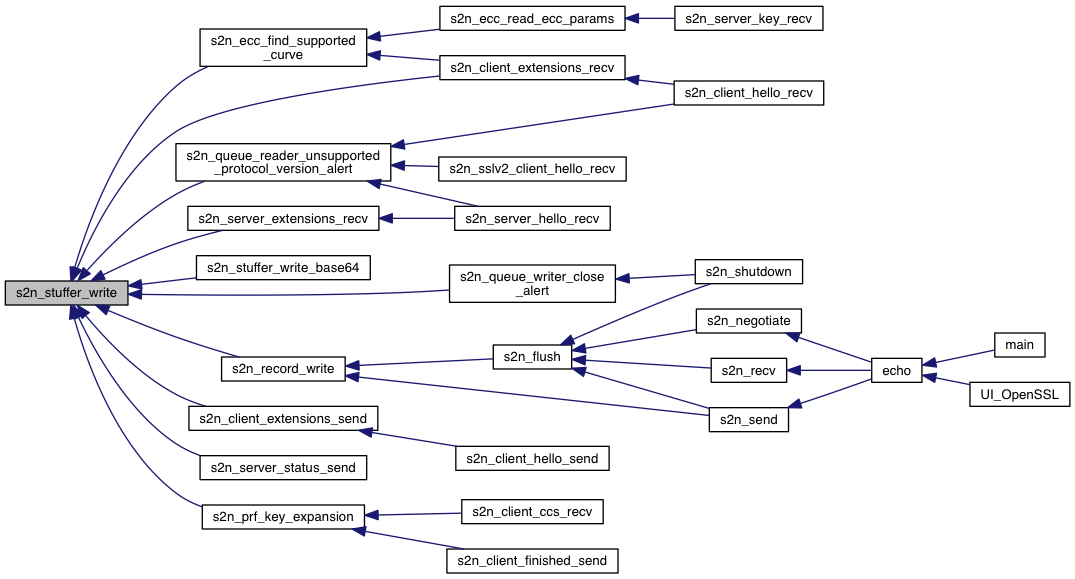 s2n_ecc_read_ecc_params
s2n_server_key_recv
s2n_ecc_find_supported
_curve
s2n_client_extensions_recv
s2n_client_hello_recv
s2n_queue_reader_unsupported
_protocol_version_alert
s2n_sslv2_client_hello_recv
s2n_server_extensions_recv
s2n_server_hello_recv
s2n_stuffer_write_base64
s2n_queue_writer_close
_alert
s2n_shutdown
s2n_stuffer_write
s2n_negotiate
main
s2n_flush
s2n_record_write
s2n_recv
echo
UI_OpenSSL
s2n_client_extensions_send
s2n_send
s2n_client_hello_send
s2n_server_status_send
s2n_prf_key_expansion
s2n_client_ccs_recv
s2n_client_finished_send